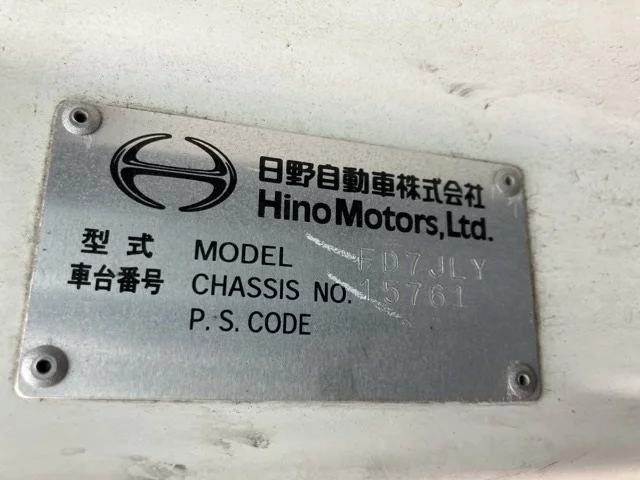 日野自動車株式会社
Hino Motors, Ltd.
型式 MODEL FD7JLY
車台番号 CHASSIS NO. 15761
P. S. CODE